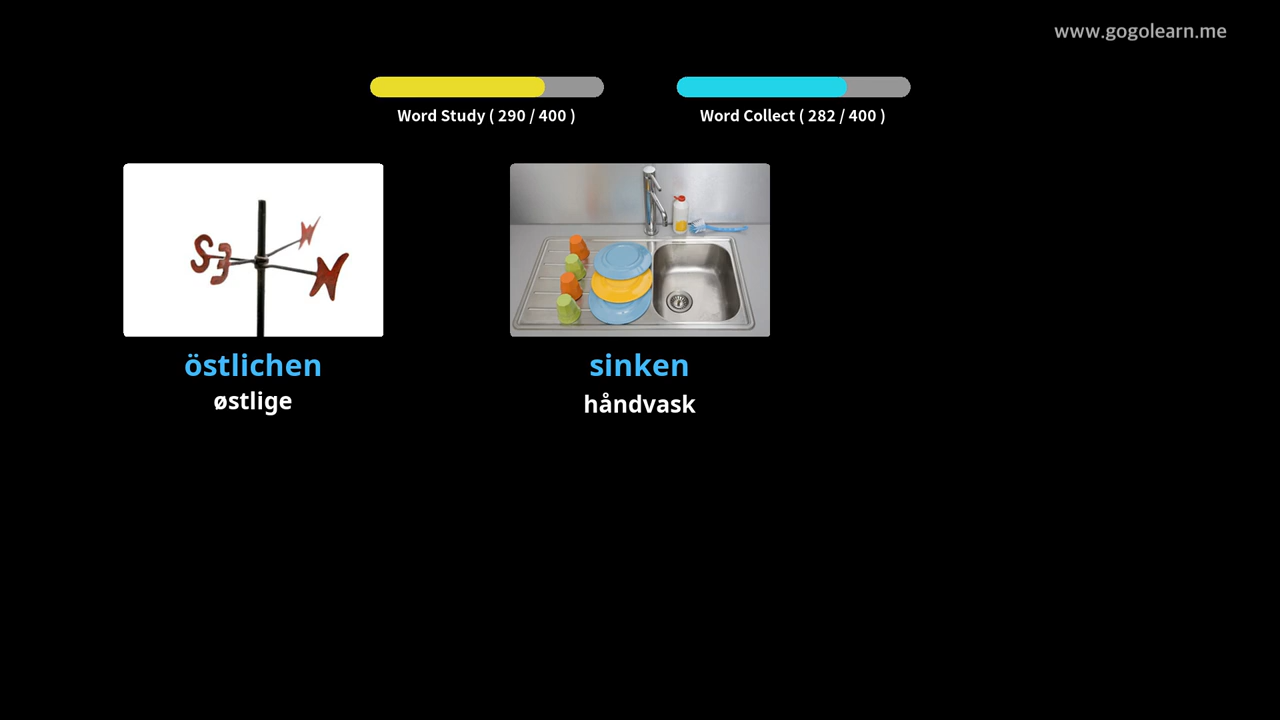 www.gogolearn.me
Word Study ( 290 / 400 )
Word Collect ( 282 / 400 )
S E N W
östlichen
sinken
østlige
håndvask